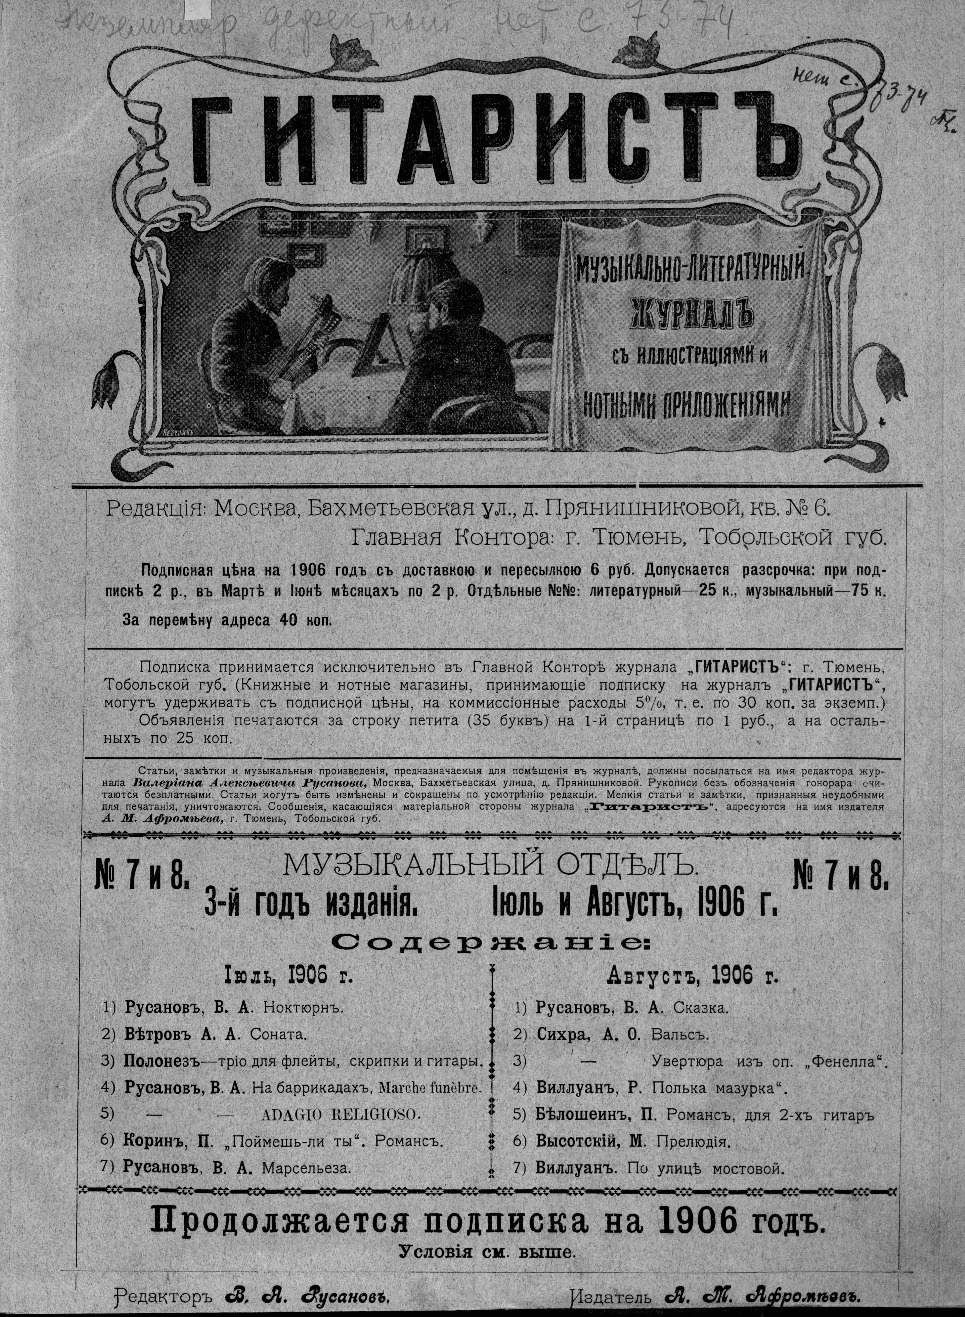 Экземпляр дефектный нет с. 73-74.
нет с. 73-74
ГИТАРИСТЪ
МУЗЫКАЛЬНО-ЛИТЕРАТУРНЫЙ
ЖУРНАЛЪ
СЪ ИЛЛЮСТРАЦІЯМИ И
НОТНЫМИ ПРИЛОЖЕНІЯМИ
Редакція: Москва, Бахметьевская ул., д. Прянишниковой, кв. № 6.
Главная Контора: г. Тюмень, Тобольской губ.
Подписная цѣна на 1906 годъ съ доставкою и пересылкою 6 руб. Допускается разсрочка: при под-
пискѣ 2 р., въ Мартѣ и Іюнѣ мѣсяцахъ по 2 р. Отдѣльные №№: литературный—25 к., музыкальный—75 к.
За перемѣну адреса 40 коп.
Подписка принимается исключительно въ Главной Конторѣ журнала „ГИТАРИСТЪ“: г. Тюмень,
Тобольской губ. (Книжные и нотные магазины, принимающіе подписку на журналъ „ГИТАРИСТЪ“,
могутъ удерживать съ подписной цѣны, на коммиссіонные расходы 5%, т. е. по 30 коп. за экземп.)
Объявленія печатаются за строку петита (35 буквъ) на 1-й страницѣ по 1 руб., а на осталь-
ныхъ по 25 коп.
Статьи, замѣтки и музыкальныя произведенія, предназначаемыя для помѣщенія въ журналѣ, должны посылаться на имя редактора жур-
нала Валеріана Алексѣевича Русанова, Москва, Бахметьевская улица, д. Прянишниковой. Рукописи безъ обозначенія гонорара счи-
таются безплатными. Статьи могутъ быть измѣнены и сокращены по усмотрѣнію редакціи. Мелкія статьи и замѣтки, признанныя неудобными
для печатанія, уничтожаются. Сообщенія, касающіяся матеріальной стороны журнала „Гитаристъ“, адресуются на имя издателя
А. М. Афромѣева, г. Тюмень, Тобольской губ.
№ 7 и 8. МУЗЫКАЛЬНЫЙ ОТДѢЛЪ. № 7 и 8.
3-й годъ изданія. Іюль и Августъ, 1906 г.
Содержаніе:
Іюль, 1906 г.
1) Русановъ, В. А. Ноктюрнъ.
2) Вѣтровъ А. А. Соната.
3) Полонезъ—тріо для флейты, скрипки и гитары.
4) Русановъ, В. А. На баррикадахъ, Marche funèbre.
5) — — ADAGIO RELIGIOSO.
6) Коринъ, П. „Поймешь-ли ты“. Романсъ.
7) Русановъ, В. А. Марсельеза.
Августъ, 1906 г.
1) Русановъ, В. А. Сказка.
2) Сихра, А. О. Вальсъ.
3) — Увертюра изъ оп. „Фенелла“.
4) Виллуанъ, Р. Полька мазурка“.
5) Бѣлошеинъ, П. Романсъ, для 2-хъ гитаръ
6) Высотскій, М. Прелюдія.
7) Виллуанъ. По улицѣ мостовой.
Продолжается подписка на 1906 годъ.
Условія см. выше.
Редакторъ В. А. Русановъ. Издатель А. М. Афромѣевъ.